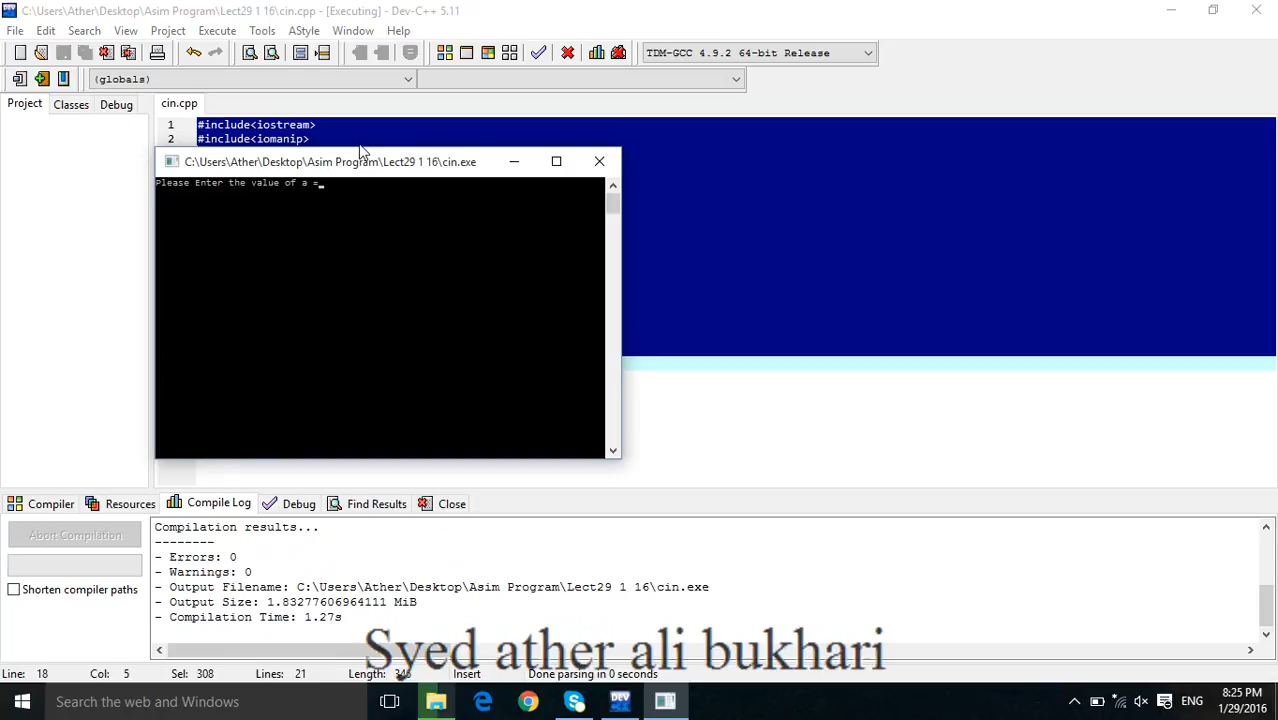 C:\Users\Ather\Desktop\Asim Program\Lect29 1 16\cin.cpp - [Executing] - Dev-C++ 5.11
File Edit Search View Project Execute Tools AStyle Window Help
TDM-GCC 4.9.2 64-bit Release
(globals)
Project Classes Debug cin.cpp
1 #include<iostream>
2 #include<iomanip>
C:\Users\Ather\Desktop\Asim Program\Lect29 1 16\cin.exe
Please Enter the value of a =_
Compiler Resources Compile Log Debug Find Results Close
Abort Compilation
Shorten compiler paths
Compilation results...
--------
- Errors: 0
- Warnings: 0
- Output Filename: C:\Users\Ather\Desktop\Asim Program\Lect29 1 16\cin.exe
- Output Size: 1.83277606964111 MiB
- Compilation Time: 1.27s
Syed ather ali bukhari
Line: 18 Col: 5 Sel: 308 Lines: 21 Length: Insert Done parsing in 0 seconds
Search the web and Windows
DEV
ENG
8:25 PM
1/29/2016